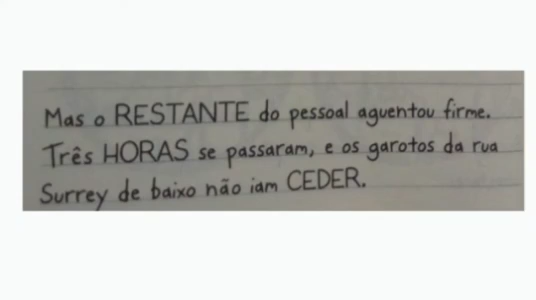 Mas o RESTANTE do pessoal aguentou firme.
Três HORAS se passaram, e os garotos da rua
Surrey de baixo não iam CEDER.